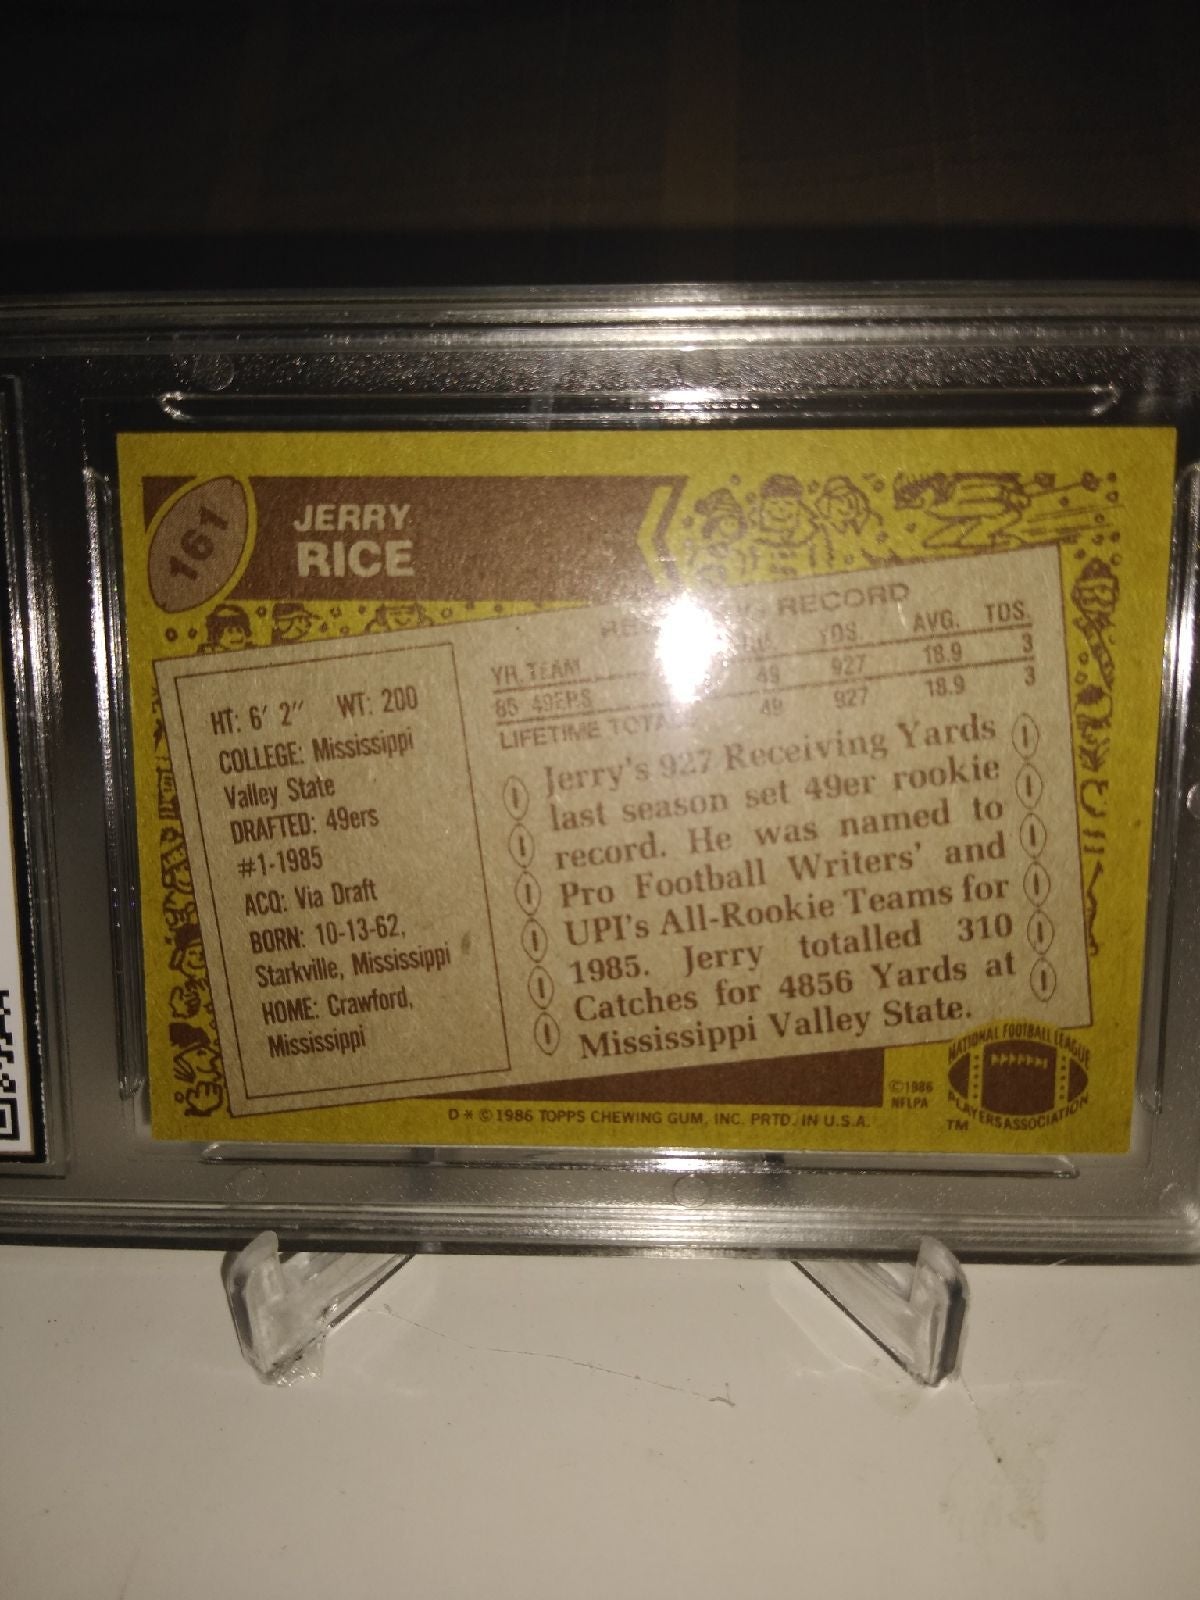 161
JERRY
RICE
HT: 6' 2" WT: 200
COLLEGE: Mississippi
Valley State
DRAFTED: 49ers
#1-1985
ACQ: Via Draft
BORN: 10-13-62,
Starkville, Mississippi
HOME: Crawford,
Mississippi
RECORD
YR. TEAM YDS. AVG. TDS.
85 49ERS 49 927 18.9 3
LIFETIME 49 927 18.9 3
Jerry's 927 Receiving Yards
last season set 49er rookie
record. He was named to
Pro Football Writers' and
UPI's All-Rookie Teams for
1985. Jerry totalled 310
Catches for 4856 Yards at
Mississippi Valley State.
©1986
NFLPA
NATIONAL FOOTBALL LEAGUE
PLAYERS ASSOCIATION
TM
D * © 1986 TOPPS CHEWING GUM, INC. PRTD. IN U.S.A.